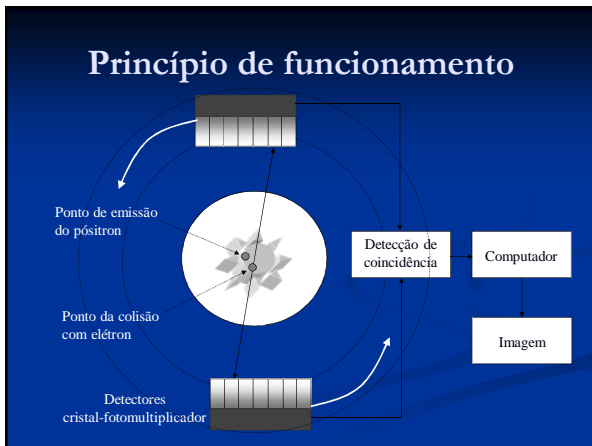 Princípio de funcionamento
Ponto de emissão
do pósitron
Ponto da colisão
com elétron
Detectores
cristal-fotomultiplicador
Detecção de
coincidência
Computador
Imagem